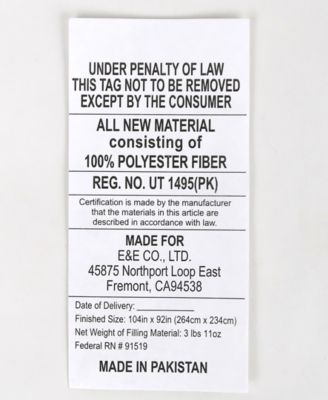 UNDER PENALTY OF LAW
THIS TAG NOT TO BE REMOVED
EXCEPT BY THE CONSUMER
ALL NEW MATERIAL
consisting of
100% POLYESTER FIBER
REG. NO. UT 1495(PK)
Certification is made by the manufacturer
that the materials in this article are
described in accordance with law.
MADE FOR
E&E CO., LTD.
45875 Northport Loop East
Fremont, CA94538
Date of Delivery: ____________
Finished Size: 104in x 92in (264cm x 234cm)
Net Weight of Filling Material: 3 lbs 11oz
Federal RN # 91519
MADE IN PAKISTAN